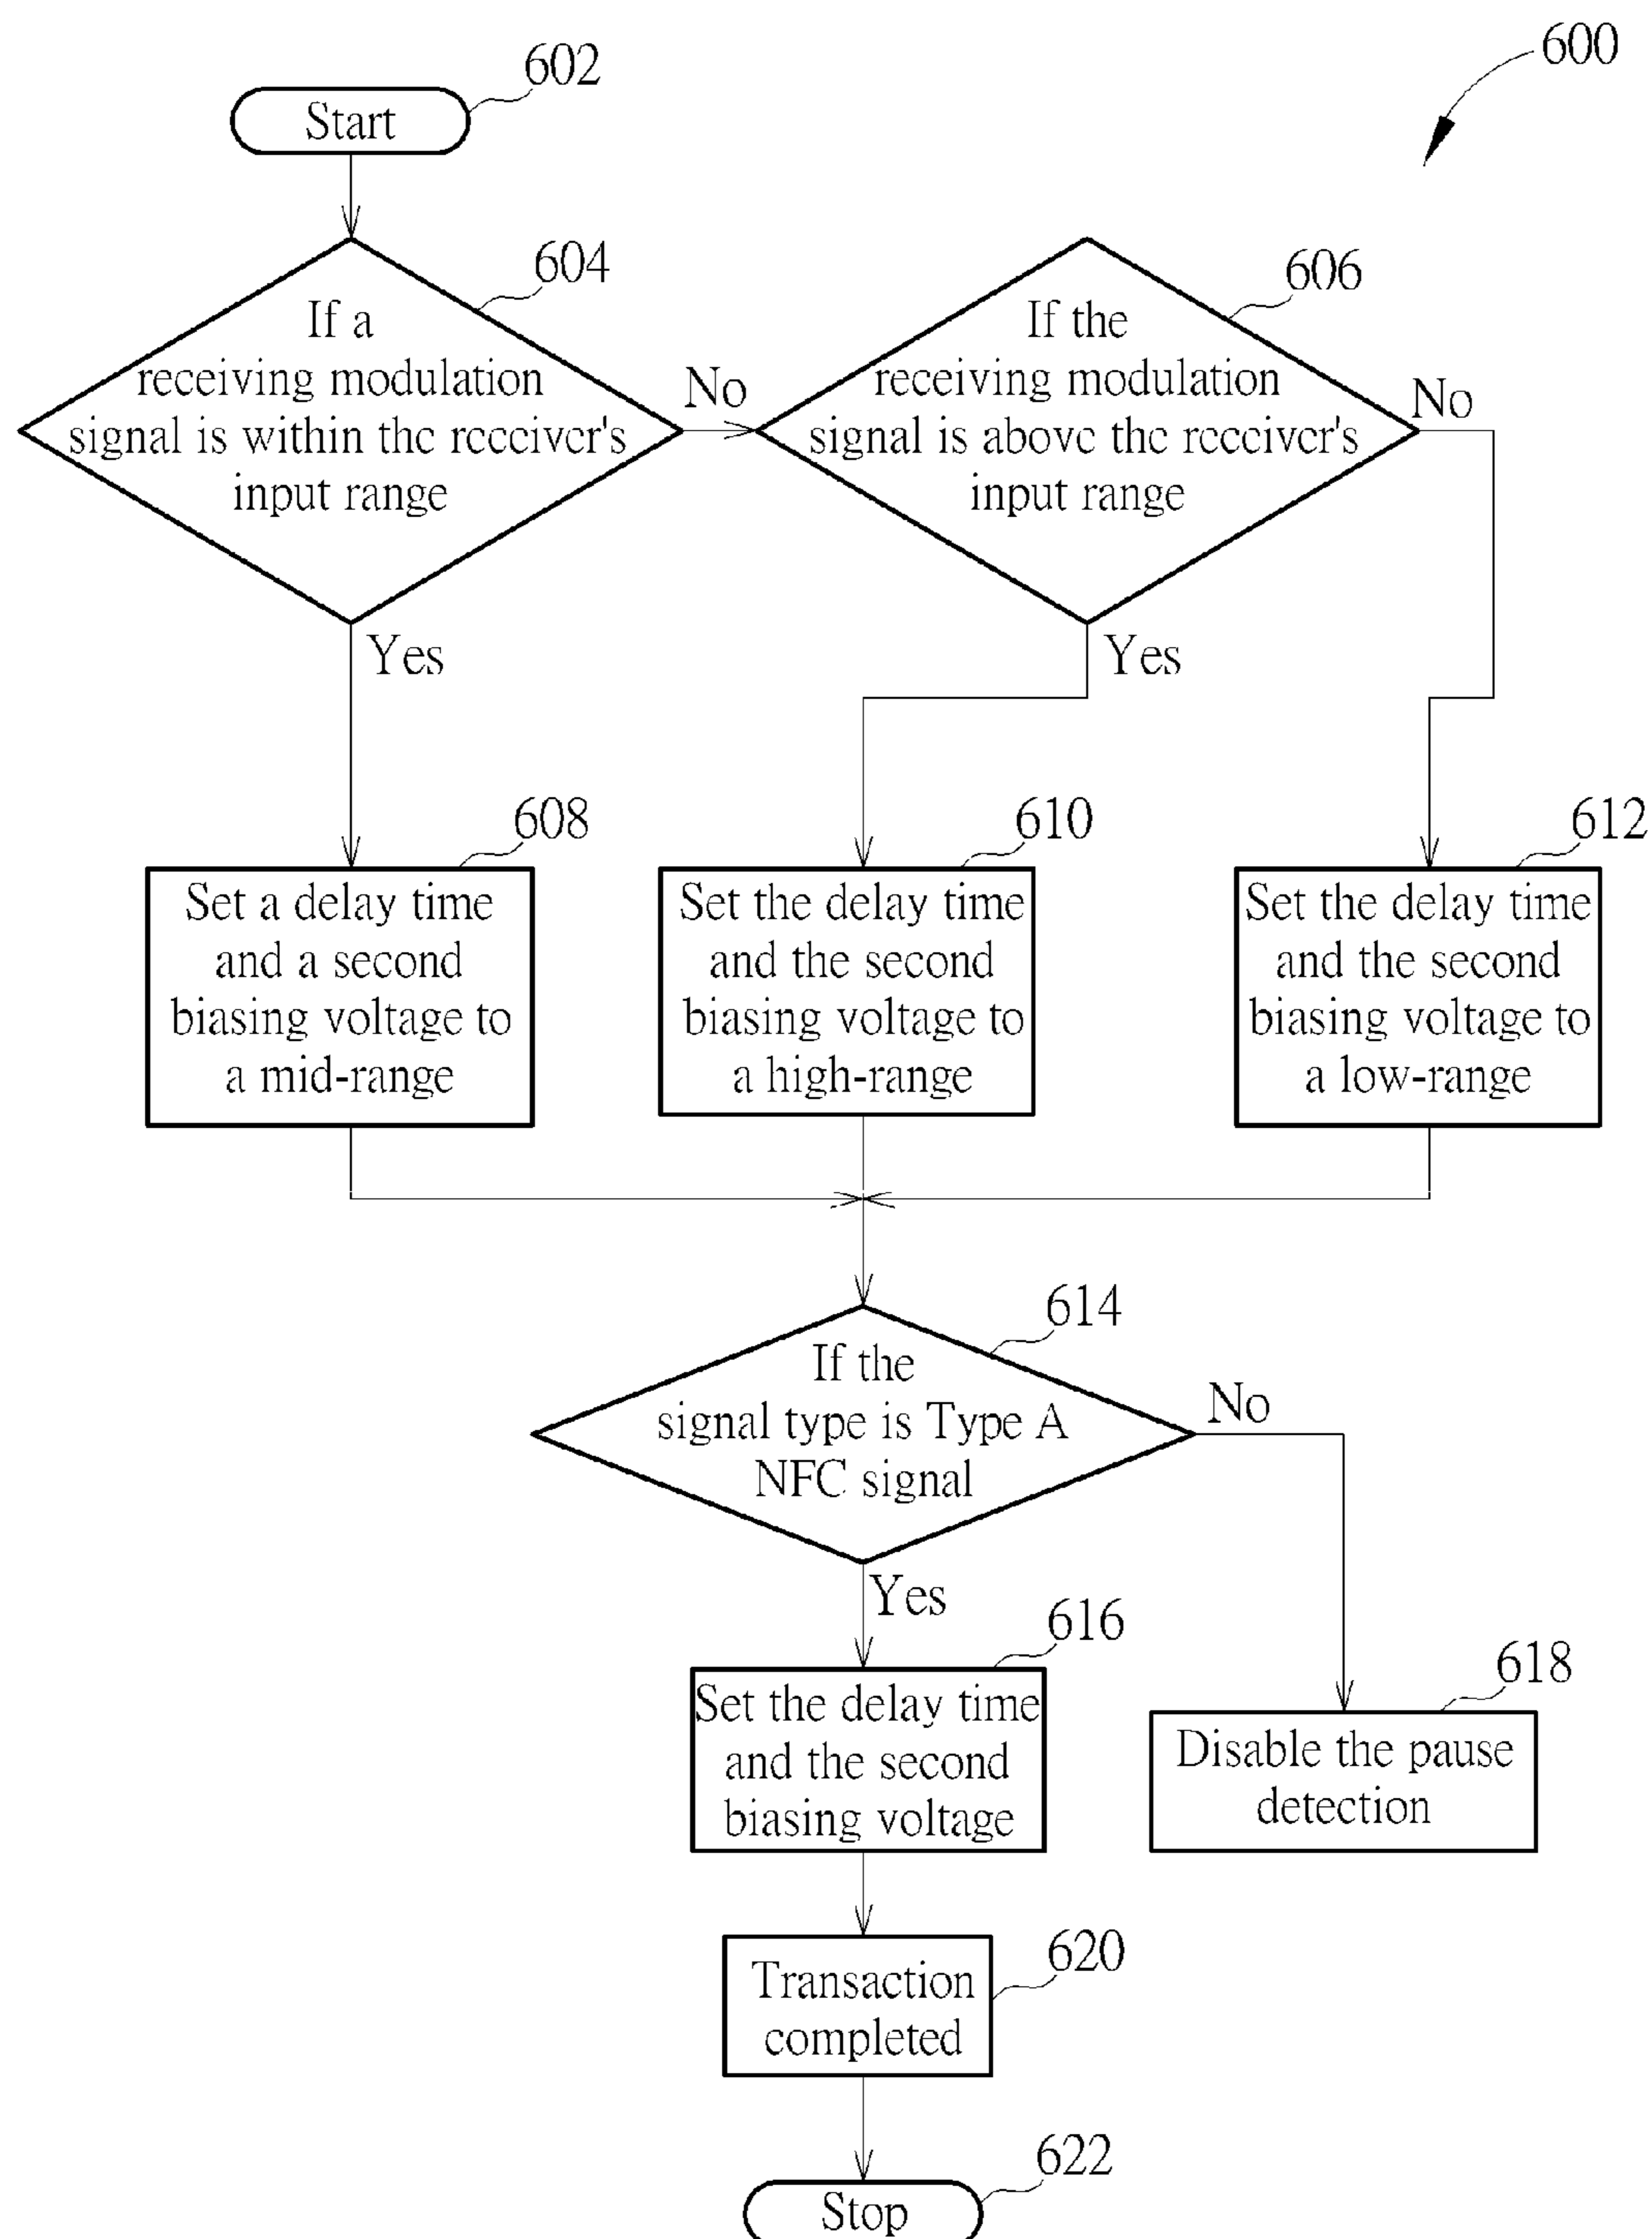 600
602
Start
604
If a
receiving modulation
signal is within the receiver's
input range
No
606
If the
receiving modulation
signal is above the receiver's
input range
No
Yes
Yes
608
Set a delay time
and a second
biasing voltage to
a mid-range
610
Set the delay time
and the second
biasing voltage to
a high-range
612
Set the delay time
and the second
biasing voltage to
a low-range
614
If the
signal type is Type A
NFC signal
No
Yes
616
Set the delay time
and the second
biasing voltage
618
Disable the pause
detection
620
Transaction
completed
622
Stop